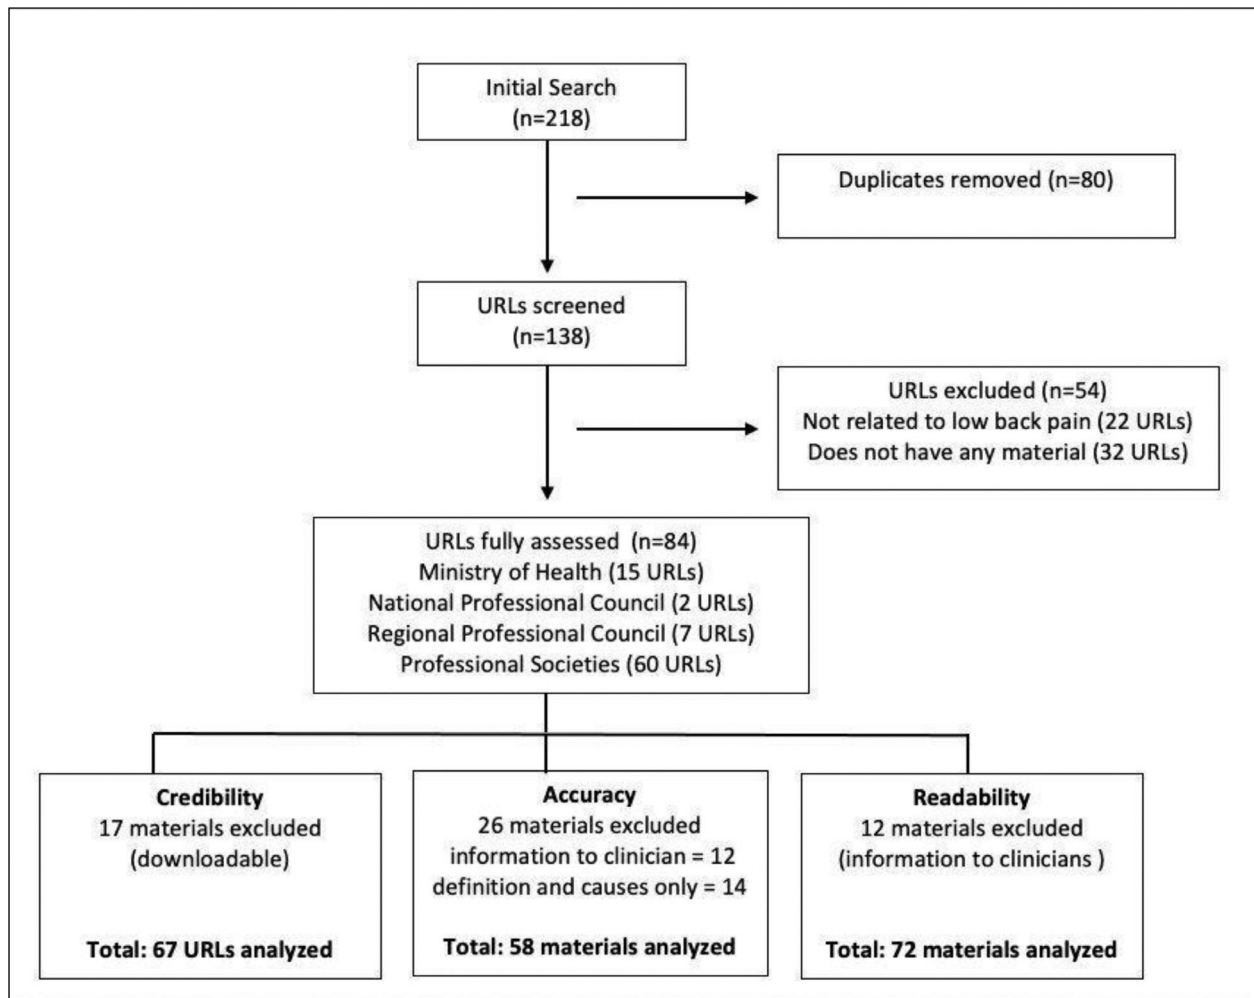 Initial Search
(n=218)
Duplicates removed (n=80)
URLs screened
(n=138)
URLs excluded (n=54)
Not related to low back pain (22 URLs)
Does not have any material (32 URLs)
URLs fully assessed  (n=84)
Ministry of Health (15 URLs)
National Professional Council (2 URLs)
Regional Professional Council (7 URLs)
Professional Societies (60 URLs)
Credibility
17 materials excluded
(downloadable)
Total: 67 URLs analyzed
Accuracy
26 materials excluded
information to clinician = 12
definition and causes only = 14
Total: 58 materials analyzed
Readability
12 materials excluded
(information to clinicians )
Total: 72 materials analyzed